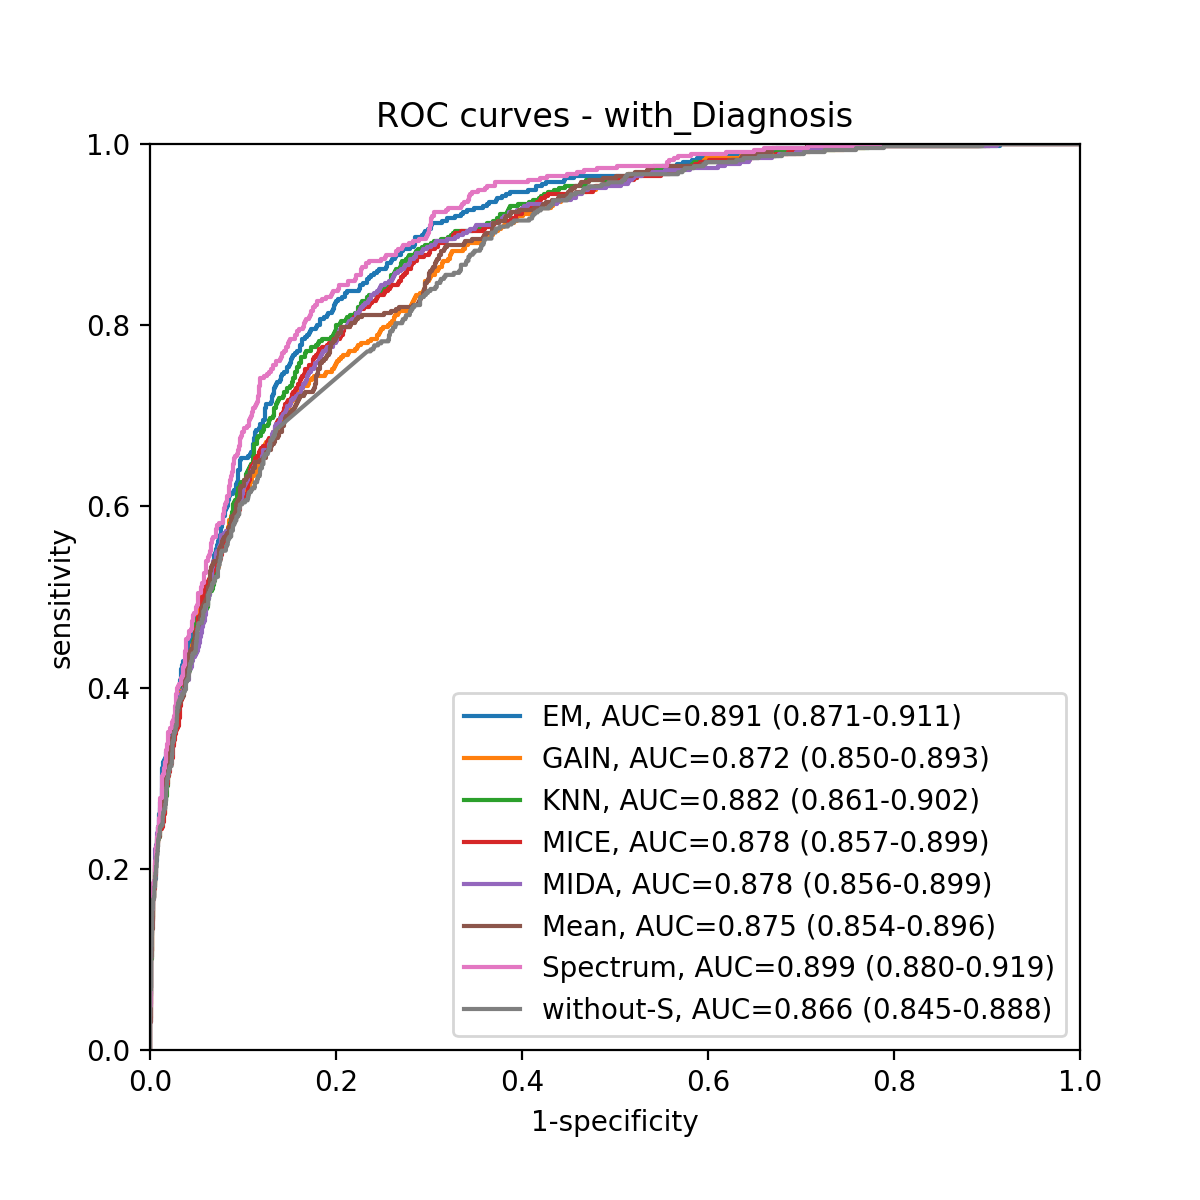 ROC curves - with_Diagnosis
1.0
0.8
0.6
0.4
0.2
0.0
sensitivity
EM, AUC=0.891 (0.871-0.911)
GAIN, AUC=0.872 (0.850-0.893)
KNN, AUC=0.882 (0.861-0.902)
MICE, AUC=0.878 (0.857-0.899)
MIDA, AUC=0.878 (0.856-0.899)
Mean, AUC=0.875 (0.854-0.896)
Spectrum, AUC=0.899 (0.880-0.919)
without-S, AUC=0.866 (0.845-0.888)
0.0 0.2 0.4 0.6 0.8 1.0
1-specificity